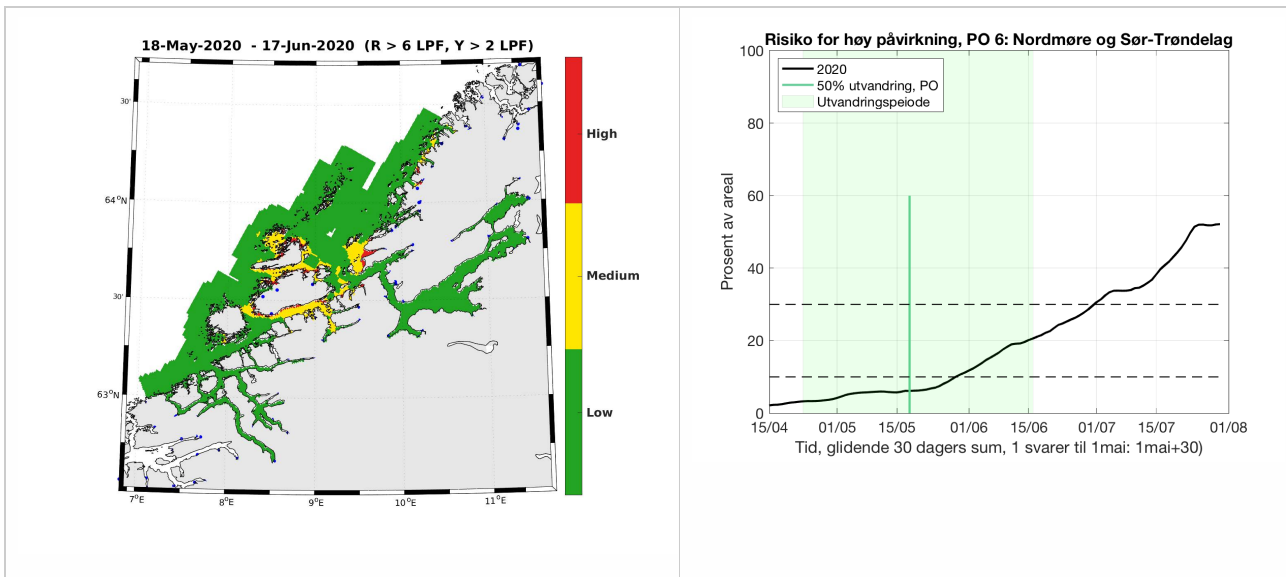 18-May-2020 - 17-Jun-2020 (R > 6 LPF, Y > 2 LPF)
30'
64°N
30'
63°N
7°E
8°E
9°E
10°E
11°E
High
Medium
Low
Risiko for høy påvirkning, PO 6: Nordmøre og Sør-Trøndelag
2020
50% utvandring, PO
Utvandringspeiode
Prosent av areal
100
80
60
40
20
0
15/04
01/05
15/05
01/06
15/06
01/07
15/07
01/08
Tid, glidende 30 dagers sum, 1 svarer til 1mai: 1mai+30)